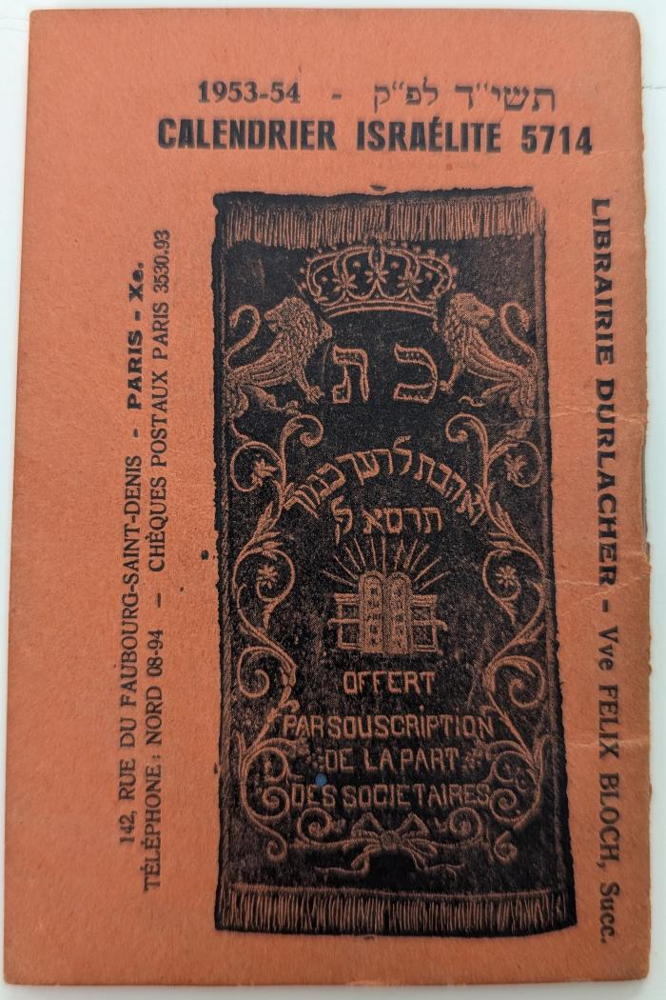 1953-54 - תשי״ד לפ״ק
CALENDRIER ISRAÉLITE 5714
LIBRAIRIE DURLACHER - Vve FELIX BLOCH, Succ.
142, RUE DU FAUBOURG-SAINT-DENIS - PARIS - Xe.
TÉLÉPHONE : NORD 08-94 — CHÈQUES POSTAUX PARIS 3530.93
כ ת
ואהבת לרעך כמוך
תרסא ק
OFFERT
PAR SOUSCRIPTION
DE LA PART
DES SOCIETAIRES